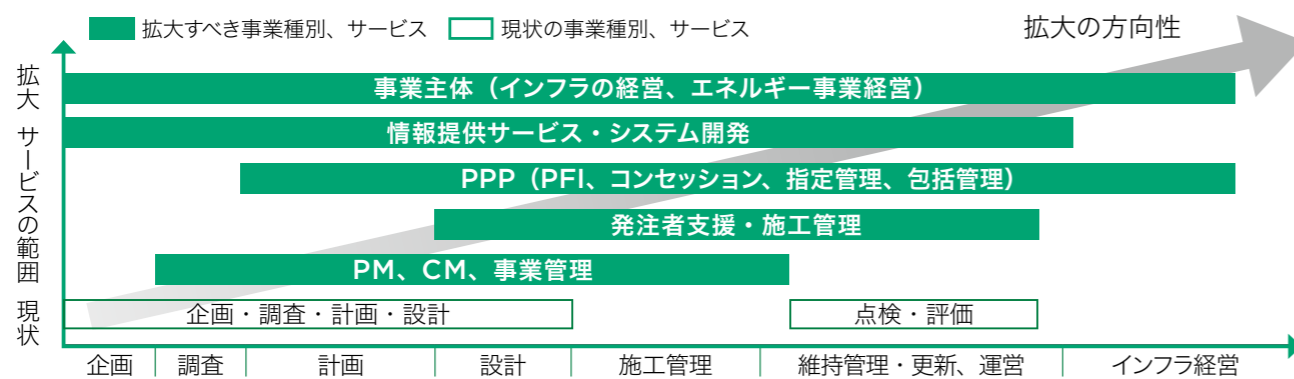 拡大すべき事業種別、サービス 現状の事業種別、サービス
拡大の方向性
拡大 サービスの範囲 現状
事業主体（インフラの経営、エネルギー事業経営）
情報提供サービス・システム開発
PPP（PFI、コンセッション、指定管理、包括管理）
発注者支援・施工管理
PM、CM、事業管理
企画・調査・計画・設計 点検・評価
企画 調査 計画 設計 施工管理 維持管理・更新、運営 インフラ経営